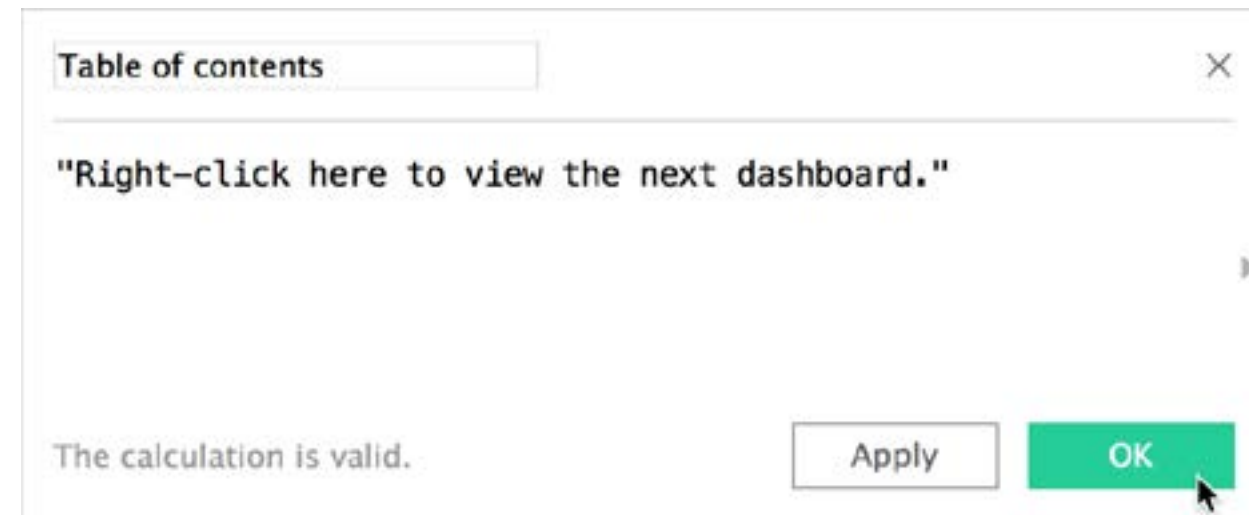 Table of contents
"Right-click here to view the next dashboard."
The calculation is valid.
Apply
OK